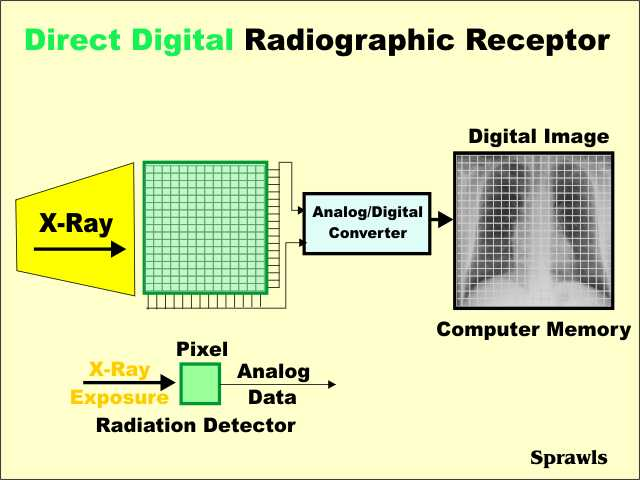 Direct Digital Radiographic Receptor
Digital Image
X-Ray
Analog/Digital
Converter
Computer Memory
Pixel
X-Ray
Exposure
Analog
Data
Radiation Detector
Sprawls